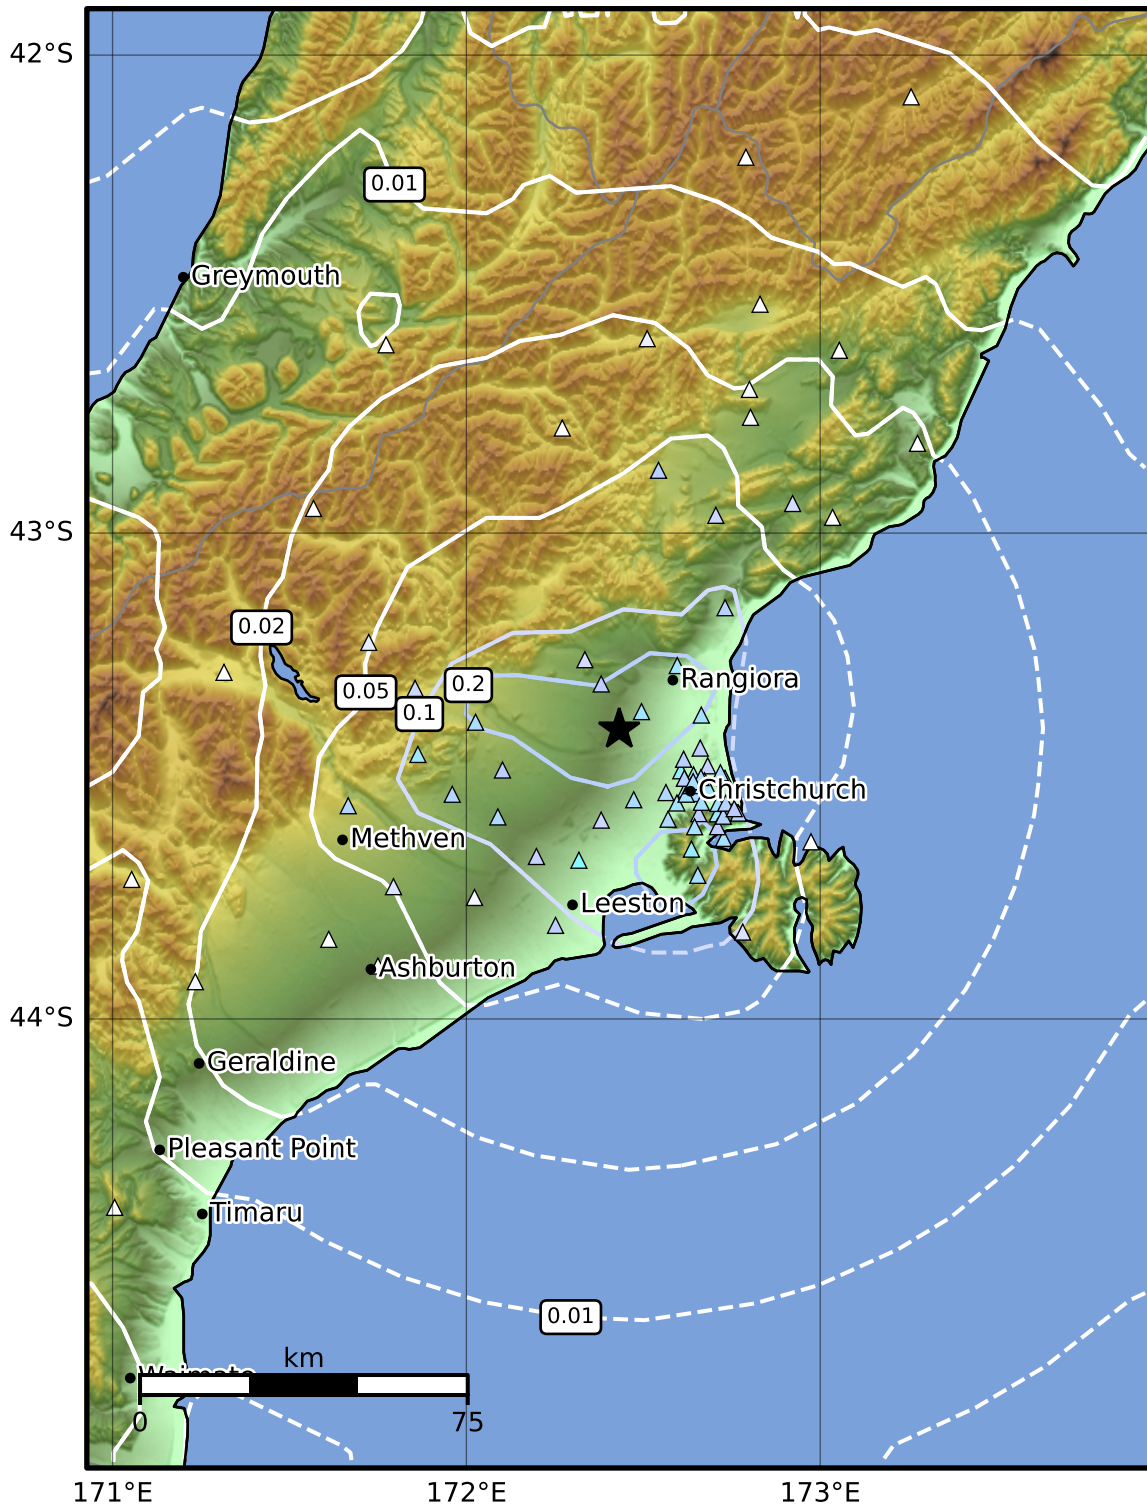 42°S
0.01
Greymouth
43°S
0.02
0.05
0.2
0.1
Rangiora
Christchurch
Methven
Leeston
Ashburton
44°S
Geraldine
Pleasant Point
Timaru
0.01
km
Waimate
0
75
171°E
172°E
173°E